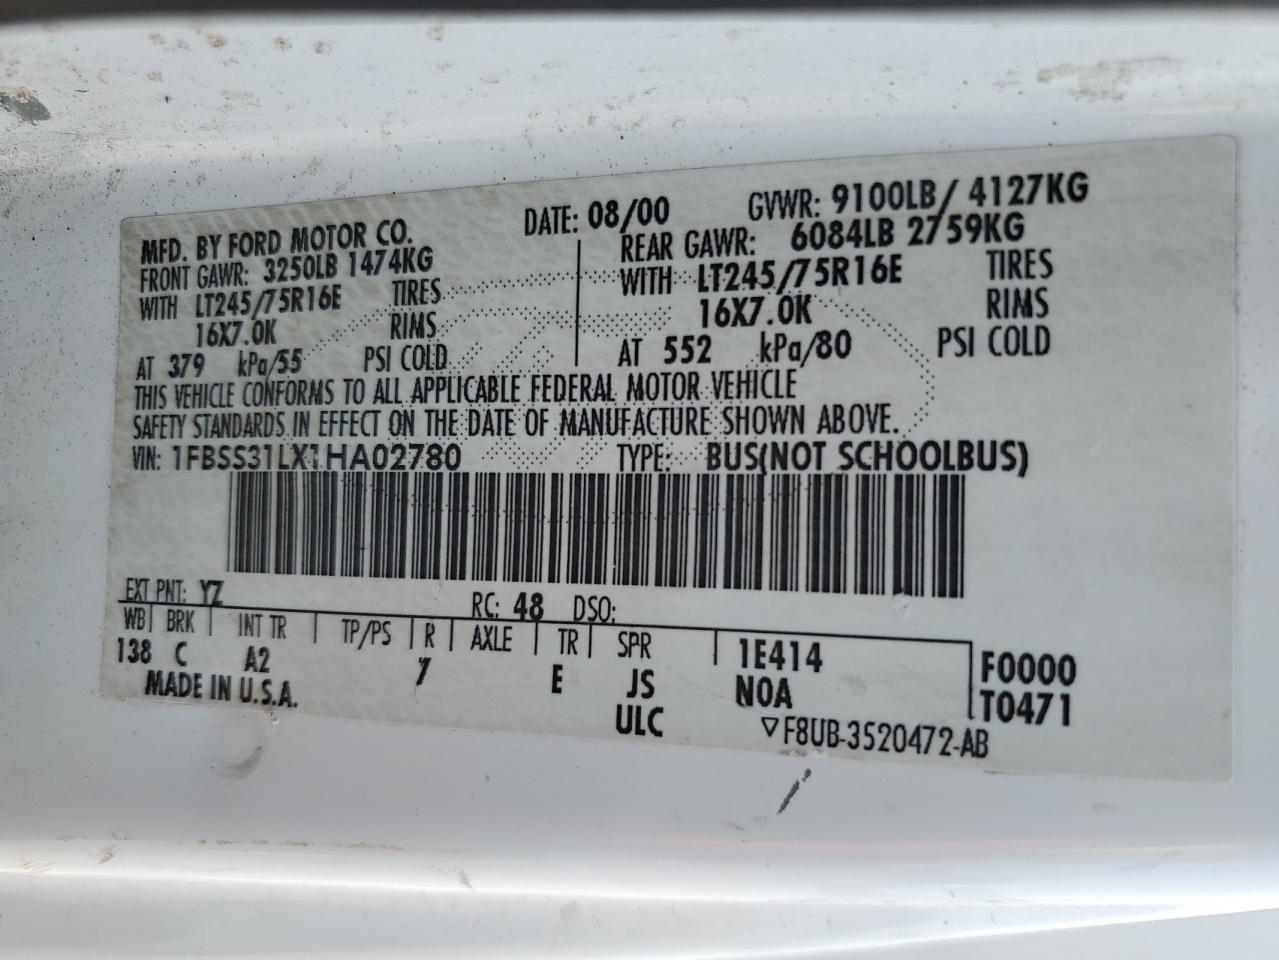 MFD. BY FORD MOTOR CO. DATE: 08/00 GVWR: 9100LB/ 4127KG
FRONT GAWR: 3250LB 1474KG REAR GAWR: 6084LB 2759KG
WITH LT245/75R16E TIRES WITH LT245/75R16E TIRES
16X7.0K RIMS 16X7.0K RIMS
AT 379 kPa/55 PSI COLD AT 552 kPa/80 PSI COLD
THIS VEHICLE CONFORMS TO ALL APPLICABLE FEDERAL MOTOR VEHICLE
SAFETY STANDARDS IN EFFECT ON THE DATE OF MANUFACTURE SHOWN ABOVE.
VIN: 1FBSS31LX1HA02780 TYPE: BUS(NOT SCHOOLBUS)
EXT PNT: YZ RC: 48 DSO:
WB BRK INT TR TP/PS R AXLE TR SPR 1E414 F0000
138 C A2 7 E JS NOA T0471
MADE IN U.S.A. ULC ▽F8UB-3520472-AB